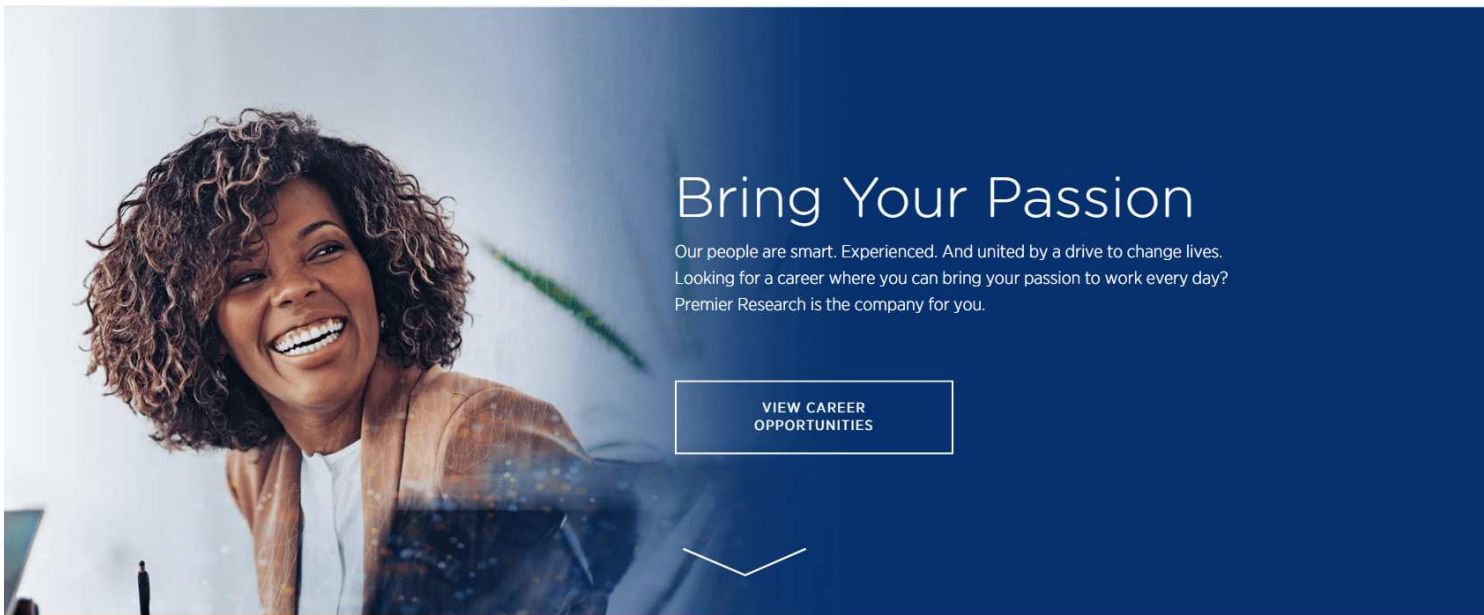 Bring Your Passion
Our people are smart. Experienced. And united by a drive to change lives.
Looking for a career where you can bring your passion to work every day?
Premier Research is the company for you.
VIEW CAREER
OPPORTUNITIES